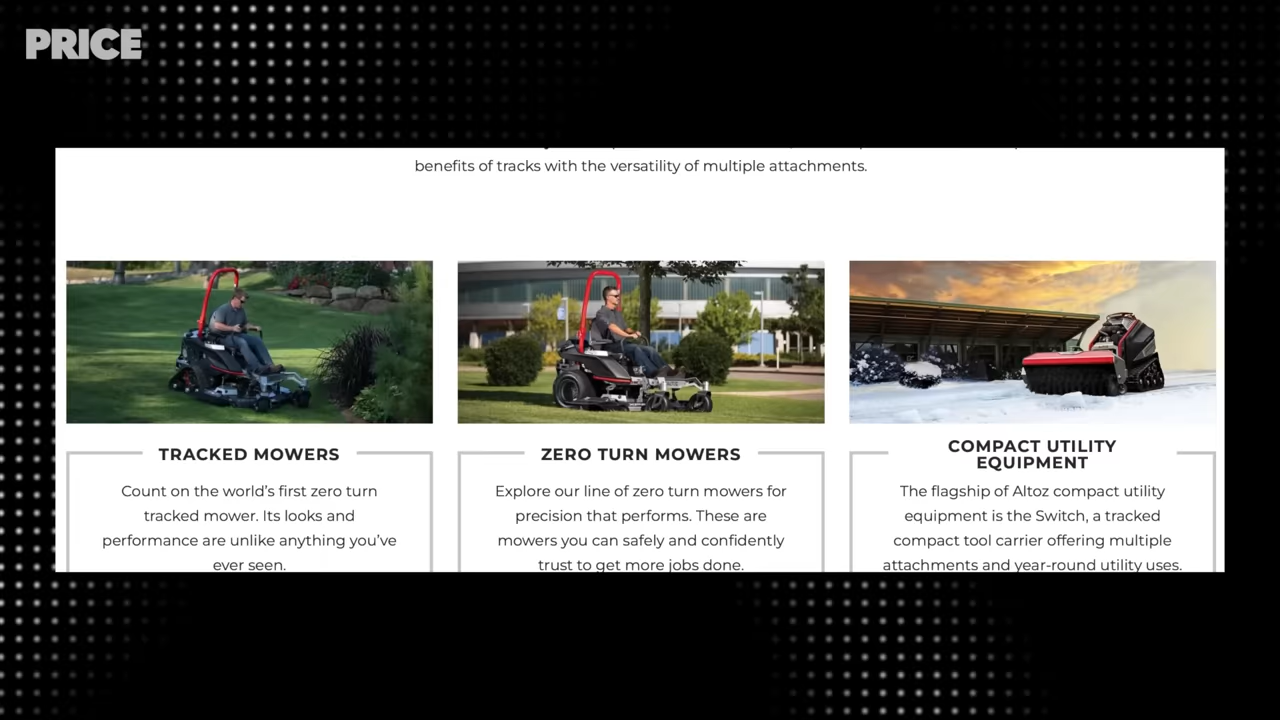 PRICE
benefits of tracks with the versatility of multiple attachments.
TRACKED MOWERS
Count on the world's first zero turn
tracked mower. Its looks and
performance are unlike anything you've
ever seen.
ZERO TURN MOWERS
Explore our line of zero turn mowers for
precision that performs. These are
mowers you can safely and confidently
trust to get more jobs done.
COMPACT UTILITY
EQUIPMENT
The flagship of Altoz compact utility
equipment is the Switch, a tracked
compact tool carrier offering multiple
attachments and year-round utility uses.